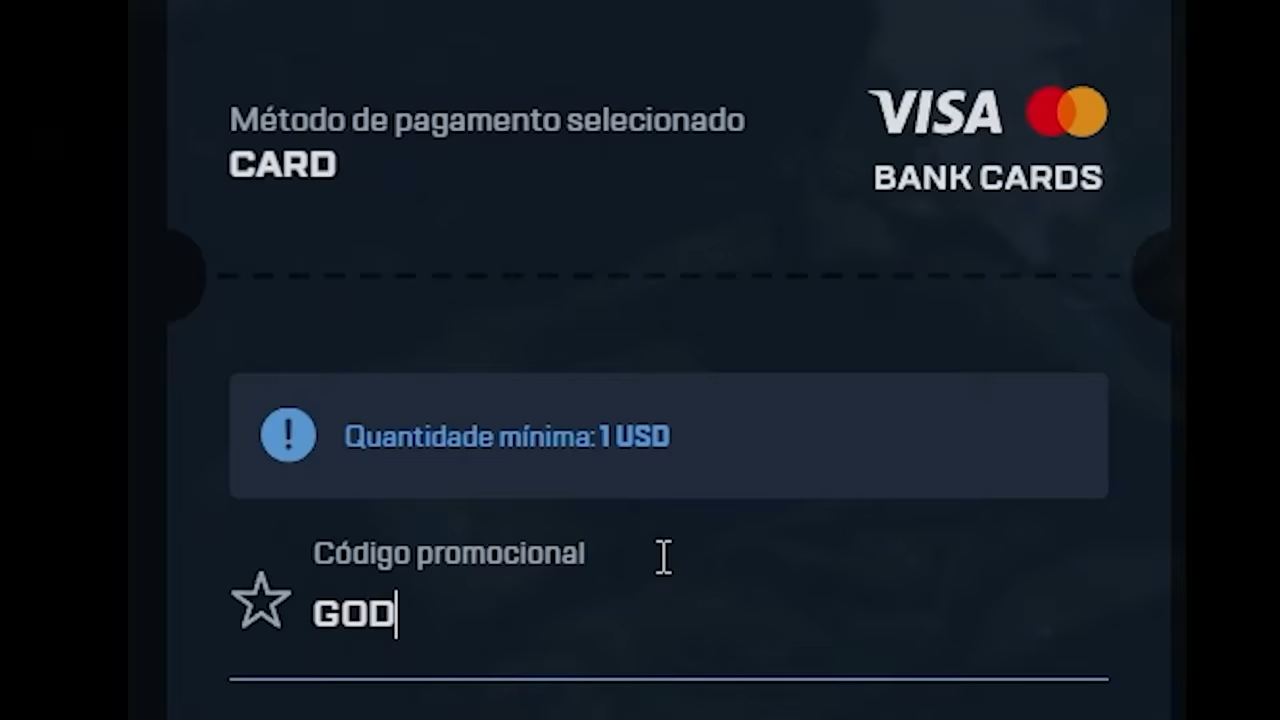 Método de pagamento selecionado
CARD
VISA
BANK CARDS
Quantidade mínima: 1 USD
Código promocional
GOD